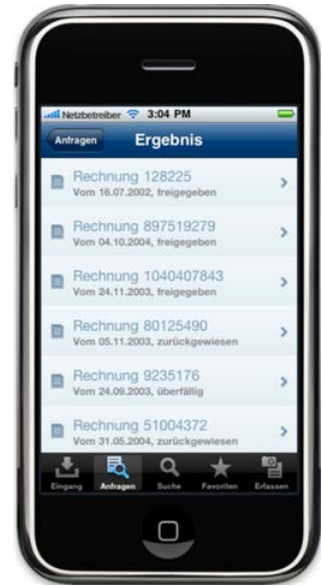 Netzbetreiber 3:04 PM
Anfragen Ergebnis
Rechnung 128225
Vom 16.07.2002, freigegeben
Rechnung 897519279
Vom 04.10.2004, freigegeben
Rechnung 1040407843
Vom 24.11.2003, freigegeben
Rechnung 80125490
Vom 05.11.2003, zurückgewiesen
Rechnung 9235176
Vom 24.09.2003, überfällig
Rechnung 51004372
Vom 31.05.2004, zurückgewiesen
Eingang Anfragen Suche Favoriten Erfassen